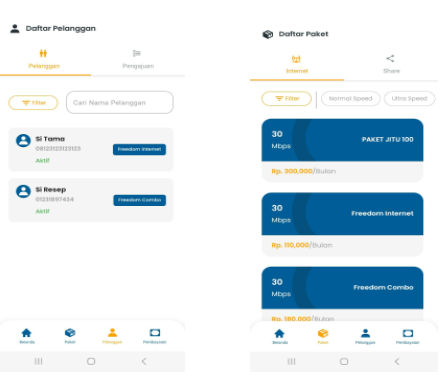 Daftar Pelanggan
Pelanggan
Pengajuan
Filter
Cari Nama Pelanggan
Si Tama
08123123123123
Freedom Internet
Aktif
Si Resep
01231897434
Freedom Combo
Aktif
Beranda
Paket
Pelanggan
Pembayaran
Daftar Paket
Internet
Share
Filter
Normal Speed
Ultra Speed
30
Mbps
PAKET JITU 100
Rp. 300,000/Bulan
30
Mbps
Freedom Internet
Rp. 110,000/Bulan
30
Mbps
Freedom Combo
Rp. 180,000/Bulan
Beranda
Paket
Pelanggan
Pembayaran